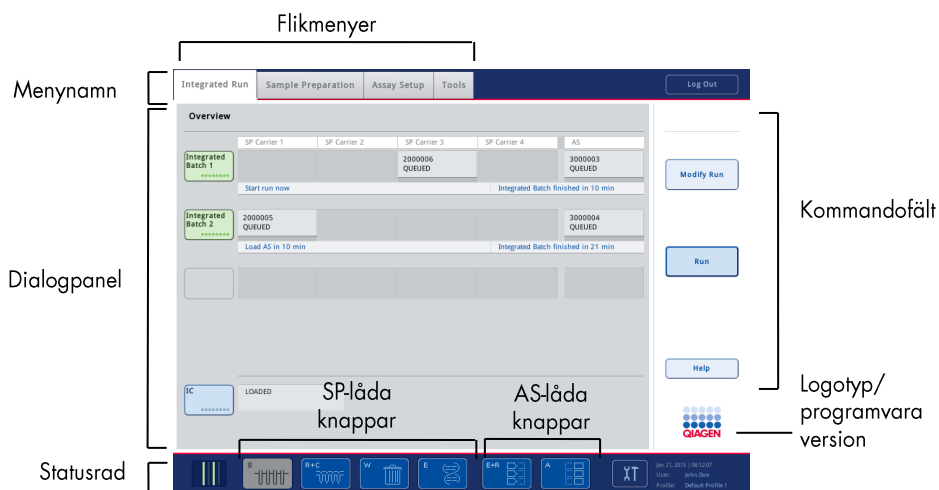 Flikmenyer
Menynamn
Integrated Run
Sample Preparation
Assay Setup
Tools
Log Out
Overview
SP Carrier 1
SP Carrier 2
SP Carrier 3
SP Carrier 4
AS
Integrated
Batch 1
2000006
QUEUED
3000003
QUEUED
Start run now
Integrated Batch finished in 10 min
Modify Run
Kommandofält
Integrated
Batch 2
2000005
QUEUED
3000004
QUEUED
Load AS in 10 min
Integrated Batch finished in 21 min
Run
Dialogpanel
Help
IC
LOADED
SP-låda
knappar
AS-låda
knappar
QIAGEN
Logotyp/
programvara
version
Statusrad
S
R+C
W
E
E+R
A
Jan 21, 2015 | 08:12:07
User: John Doe
Profile: Default Profile 1